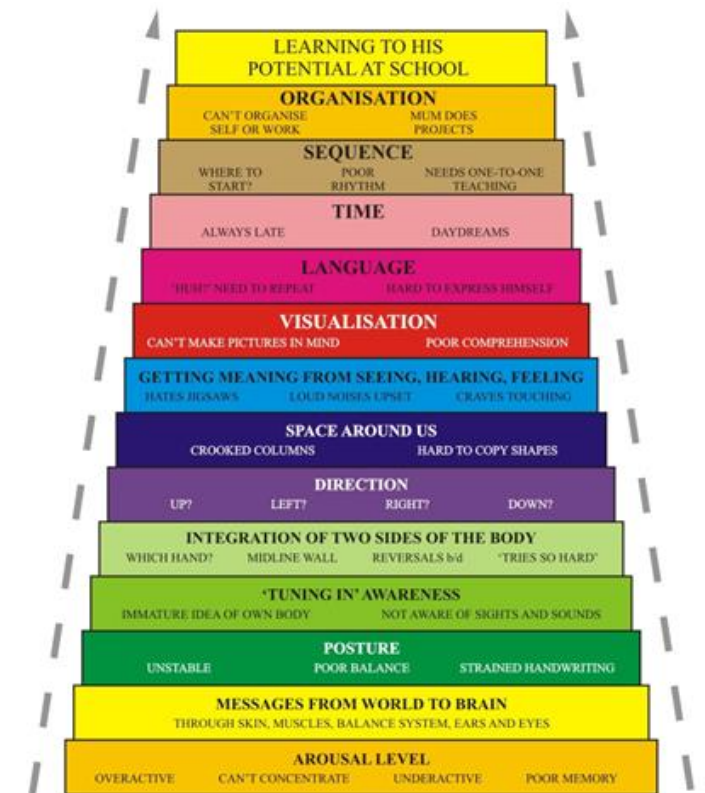 LEARNING TO HIS
POTENTIAL AT SCHOOL
ORGANISATION
CAN'T ORGANISE MUM DOES
SELF OR WORK PROJECTS
SEQUENCE
WHERE TO POOR NEEDS ONE-TO-ONE
START? RHYTHM TEACHING
TIME
ALWAYS LATE DAYDREAMS
LANGUAGE
'HUH?' NEED TO REPEAT HARD TO EXPRESS HIMSELF
VISUALISATION
CAN'T MAKE PICTURES IN MIND POOR COMPREHENSION
GETTING MEANING FROM SEEING, HEARING, FEELING
HATES JIGSAWS LOUD NOISES UPSET CRAVES TOUCHING
SPACE AROUND US
CROOKED COLUMNS HARD TO COPY SHAPES
DIRECTION
UP? LEFT? RIGHT? DOWN?
INTEGRATION OF TWO SIDES OF THE BODY
WHICH HAND? MIDLINE WALL REVERSALS b/d 'TRIES SO HARD'
'TUNING IN' AWARENESS
IMMATURE IDEA OF OWN BODY NOT AWARE OF SIGHTS AND SOUNDS
POSTURE
UNSTABLE POOR BALANCE STRAINED HANDWRITING
MESSAGES FROM WORLD TO BRAIN
THROUGH SKIN, MUSCLES, BALANCE SYSTEM, EARS AND EYES
AROUSAL LEVEL
OVERACTIVE CAN'T CONCENTRATE UNDERACTIVE POOR MEMORY